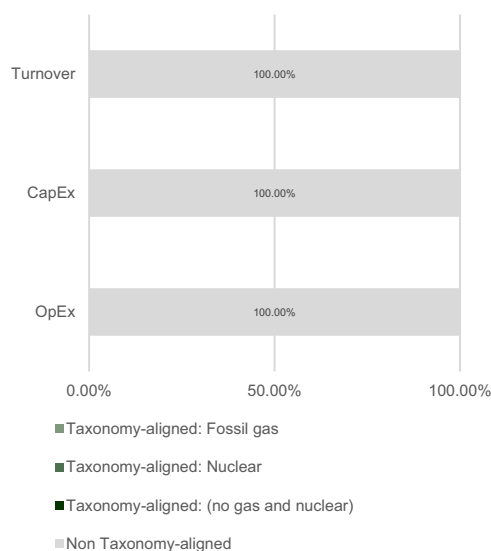 Turnover
100.00%
CapEx
100.00%
OpEx
100.00%
0.00% 50.00% 100.00%
Taxonomy-aligned: Fossil gas
Taxonomy-aligned: Nuclear
Taxonomy-aligned: (no gas and nuclear)
Non Taxonomy-aligned